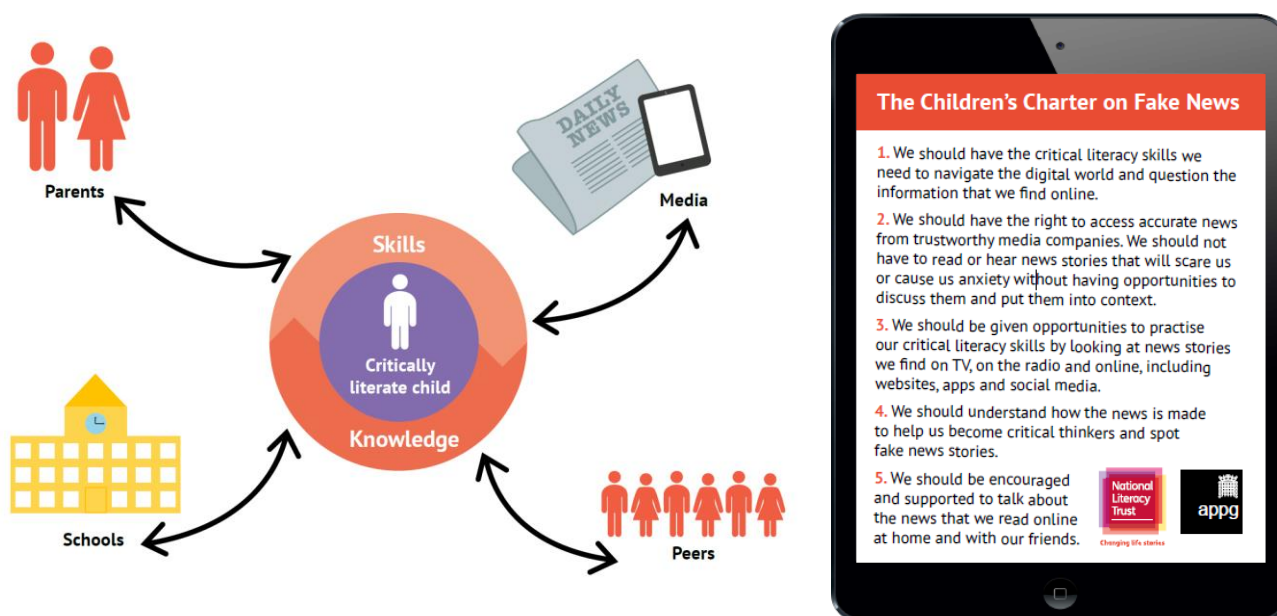 Parents
DAILY
NEWS
Media
Skills
Critically
literate child
Knowledge
Schools
Peers
The Children's Charter on Fake News
1. We should have the critical literacy skills we
need to navigate the digital world and question the
information that we find online.
2. We should have the right to access accurate news
from trustworthy media companies. We should not
have to read or hear news stories that will scare us
or cause us anxiety without having opportunities to
discuss them and put them into context.
3. We should be given opportunities to practise
our critical literacy skills by looking at news stories
we find on TV, on the radio and online, including
websites, apps and social media.
4. We should understand how the news is made
to help us become critical thinkers and spot
fake news stories.
5. We should be encouraged
and supported to talk about
the news that we read online
at home and with our friends.
National
Literacy
Trust
Changing life stories
appg